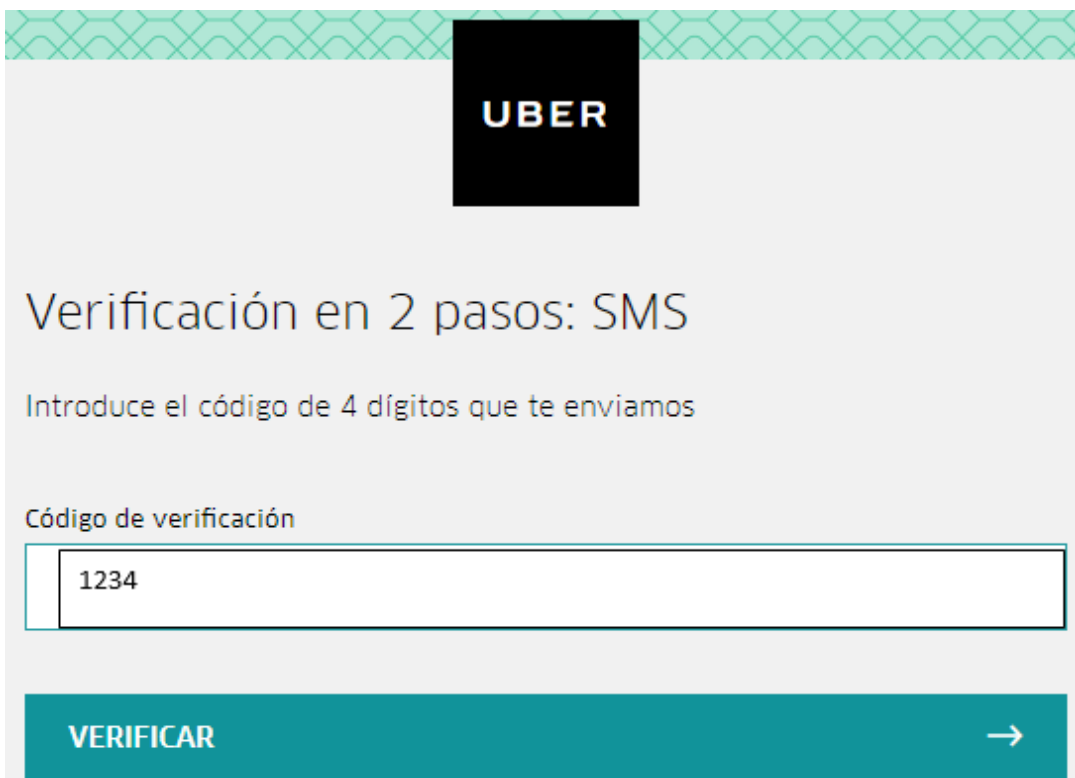 UBER
Verificación en 2 pasos: SMS
Introduce el código de 4 dígitos que te enviamos
Código de verificación
1234
VERIFICAR →